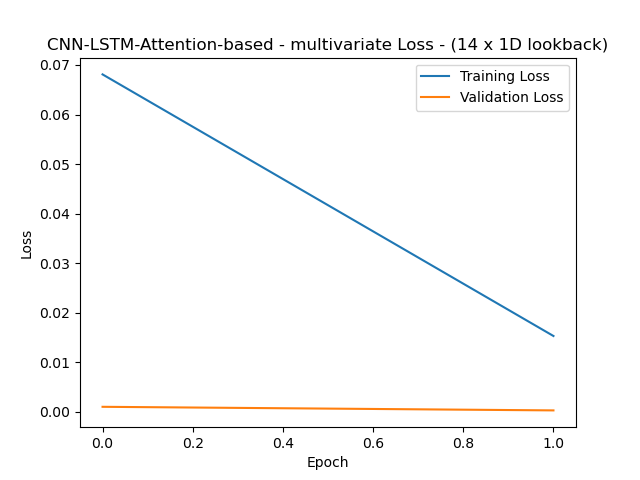 CNN-LSTM-Attention-based - multivariate Loss - (14 x 1D lookback)
Training Loss
Validation Loss
0.07
0.06
0.05
0.04
0.03
0.02
0.01
0.00
Loss
0.0 0.2 0.4 0.6 0.8 1.0
Epoch